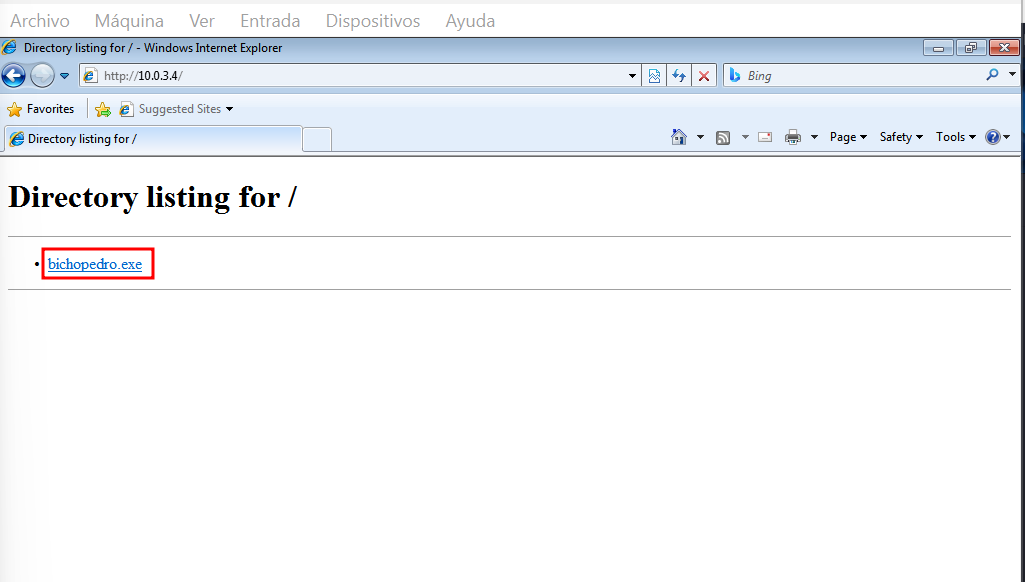 Archivo Máquina Ver Entrada Dispositivos Ayuda
Directory listing for / - Windows Internet Explorer
http://10.0.3.4/ Bing
Favorites Suggested Sites
Directory listing for / Page Safety Tools
Directory listing for /
• bichopedro.exe